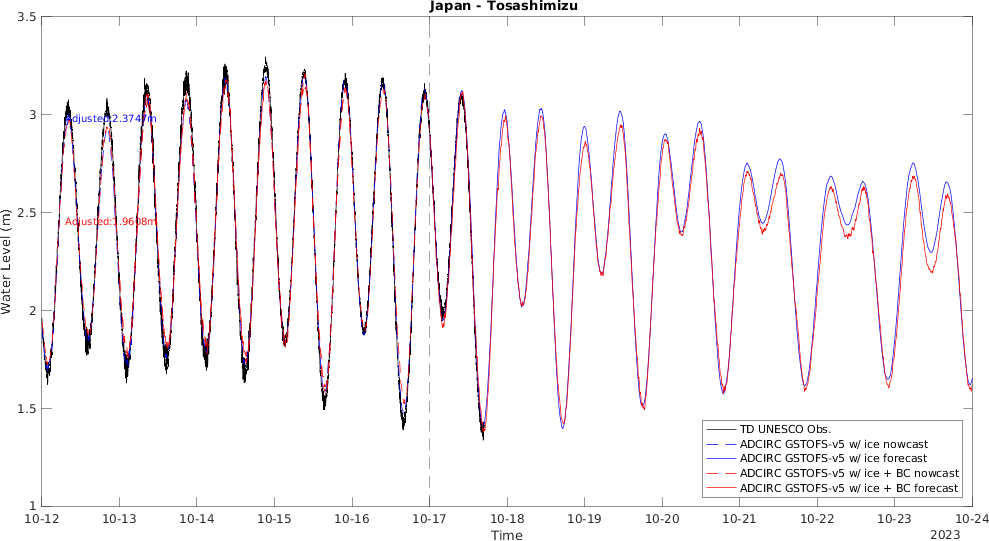 Japan - Tosashimizu
3.5
3
2.5
2
1.5
1
Water Level (m)
Adjusted:2.3747m
Adjusted:1.9608m
TD UNESCO Obs.
ADCIRC GSTOFS-v5 w/ ice nowcast
ADCIRC GSTOFS-v5 w/ ice forecast
ADCIRC GSTOFS-v5 w/ ice + BC nowcast
ADCIRC GSTOFS-v5 w/ ice + BC forecast
10-12 10-13 10-14 10-15 10-16 10-17 10-18 10-19 10-20 10-21 10-22 10-23 10-24
Time
2023